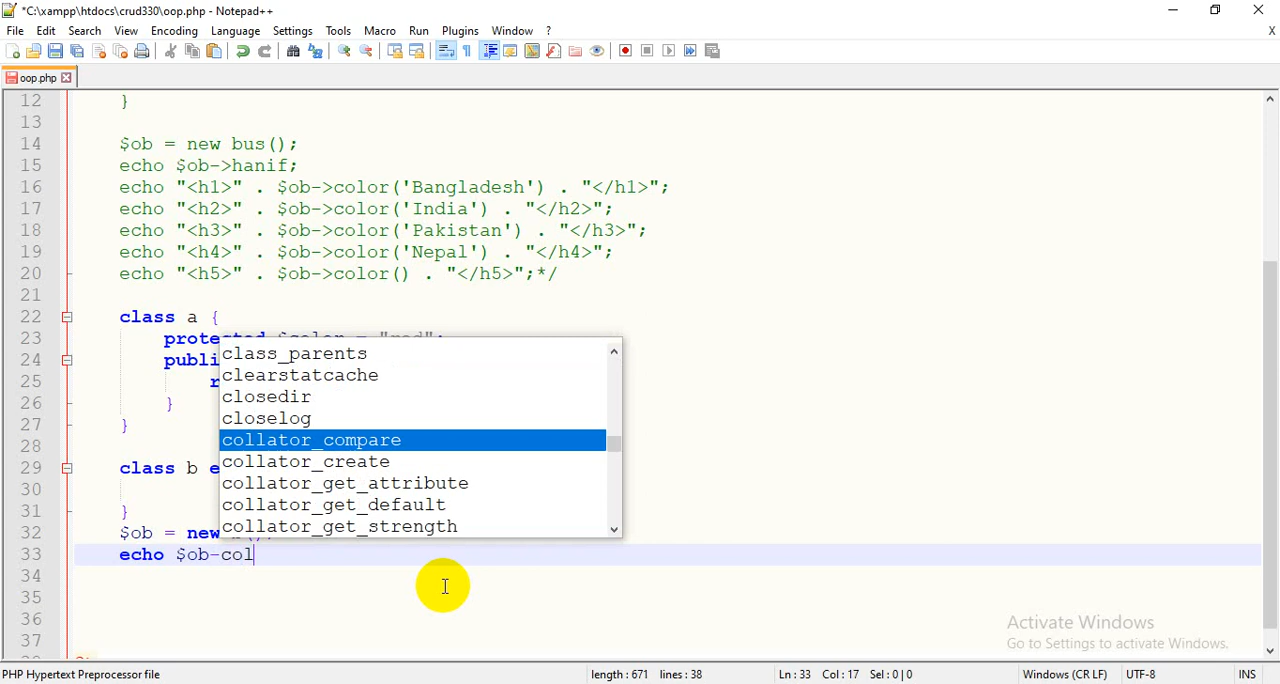 *C:\xampp\htdocs\crud330\oop.php - Notepad++
File Edit Search View Encoding Language Settings Tools Macro Run Plugins Window ? X
oop.php
12 }
13
14 $ob = new bus();
15 echo $ob->hanif;
16 echo "<h1>" . $ob->color('Bangladesh') . "</h1>";
17 echo "<h2>" . $ob->color('India') . "</h2>";
18 echo "<h3>" . $ob->color('Pakistan') . "</h3>";
19 echo "<h4>" . $ob->color('Nepal') . "</h4>";
20 echo "<h5>" . $ob->color() . "</h5>";*/
21
22 class a {
23 protected $color = "red";
24 publi
25 r
26 }
27 }
28
29 class b e
30
31 }
32 $ob = new
33 echo $ob-col
34
35
36
37
class_parents
clearstatcache
closedir
closelog
collator_compare
collator_create
collator_get_attribute
collator_get_default
collator_get_strength
Activate Windows
Go to Settings to activate Windows.
PHP Hypertext Preprocessor file length : 671 lines : 38 Ln : 33 Col : 17 Sel : 0 | 0 Windows (CR LF) UTF-8 INS